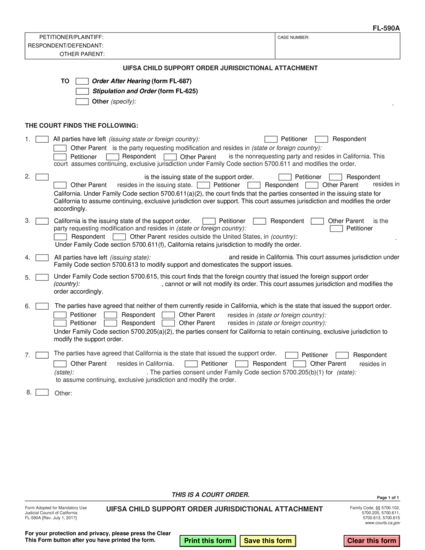 FL-590A
PETITIONER/PLAINTIFF:
RESPONDENT/DEFENDANT:
OTHER PARENT:
CASE NUMBER:
UIFSA CHILD SUPPORT ORDER JURISDICTIONAL ATTACHMENT
TO Order After Hearing (form FL-687)
Stipulation and Order (form FL-625)
Other (specify): .
THE COURT FINDS THE FOLLOWING:
1. All parties have left (issuing state or foreign country): Petitioner Respondent
Other Parent is the party requesting modification and resides in (state or foreign country):
Petitioner Respondent Other Parent is the nonrequesting party and resides in California. This
court assumes continuing, exclusive jurisdiction under Family Code section 5700.611 and modifies the order.
2. is the issuing state of the support order. Petitioner Respondent
Other Parent resides in the issuing state. Petitioner Respondent Other Parent resides in
California. Under Family Code section 5700.611(a)(2), the court finds that the parties consented in the issuing state for
California to assume continuing, exclusive jurisdiction over support. This court assumes jurisdiction and modifies the order
accordingly.
3. California is the issuing state of the support order. Petitioner Respondent Other Parent is the
party requesting modification and resides in (state or foreign country): Petitioner
Respondent Other Parent resides outside the United States, in (country): .
Under Family Code section 5700.611(f), California retains jurisdiction to modify the order.
4. All parties have left (issuing state): and reside in California. This court assumes jurisdiction under
Family Code section 5700.613 to modify support and domesticates the support issues.
5. Under Family Code section 5700.615, this court finds that the foreign country that issued the foreign support order
(country): , cannot or will not modify its order. This court assumes jurisdiction and modifies the
order accordingly.
6. The parties have agreed that neither of them currently reside in California, which is the state that issued the support order.
Petitioner Respondent Other Parent resides in (state or foreign country):
Petitioner Respondent Other Parent resides in (state or foreign country):
Under Family Code section 5700.205(a)(2), the parties consent for California to retain continuing, exclusive jurisdiction to
modify the support order.
7. The parties have agreed that California is the state that issued the support order. Petitioner Respondent
Other Parent resides in California. Petitioner Respondent Other Parent resides in
(state): . The parties consent under Family Code section 5700.205(b)(1) for (state):
to assume continuing, exclusive jurisdiction and modify the order.
8. Other:
THIS IS A COURT ORDER.
Page 1 of 1
Form Adopted for Mandatory Use
Judicial Council of California
FL-590A [Rev. July 1, 2017]
UIFSA CHILD SUPPORT ORDER JURISDICTIONAL ATTACHMENT
Family Code, §§ 5700.102,
5700.205, 5700.611,
5700.613, 5700.615
www.courts.ca.gov
For your protection and privacy, please press the Clear
This Form button after you have printed the form.
Print this form
Save this form
Clear this form